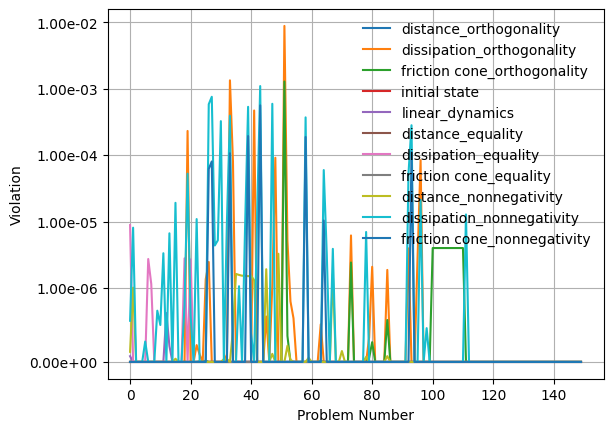 1.00e-02
1.00e-03
1.00e-04
1.00e-05
1.00e-06
0.00e+00
Violation
distance_orthogonality
dissipation_orthogonality
friction cone_orthogonality
initial state
linear_dynamics
distance_equality
dissipation_equality
friction cone_equality
distance_nonnegativity
dissipation_nonnegativity
friction cone_nonnegativity
0 20 40 60 80 100 120 140
Problem Number